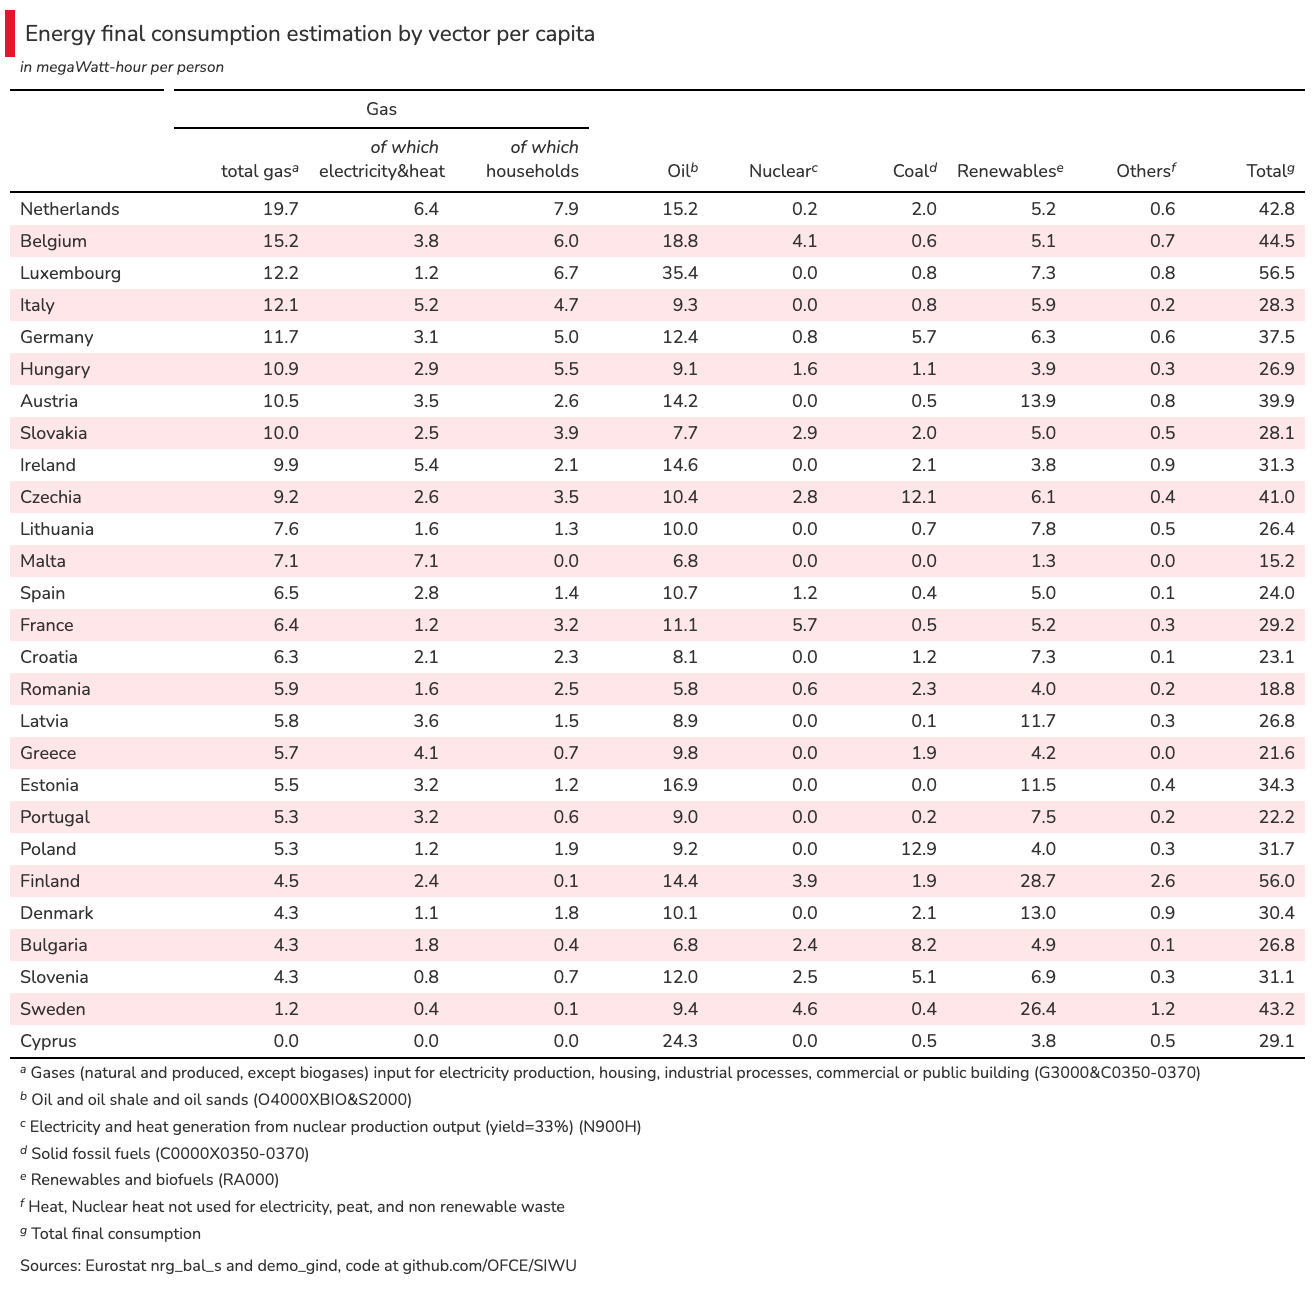 Energy final consumption estimation by vector per capita
in megaWatt-hour per person
Gas
of which of which
total gasᵃ electricity&heat households Oilᵇ Nuclearᶜ Coalᵈ Renewablesᵉ Othersᶠ Totalᵍ
Netherlands 19.7 6.4 7.9 15.2 0.2 2.0 5.2 0.6 42.8
Belgium 15.2 3.8 6.0 18.8 4.1 0.6 5.1 0.7 44.5
Luxembourg 12.2 1.2 6.7 35.4 0.0 0.8 7.3 0.8 56.5
Italy 12.1 5.2 4.7 9.3 0.0 0.8 5.9 0.2 28.3
Germany 11.7 3.1 5.0 12.4 0.8 5.7 6.3 0.6 37.5
Hungary 10.9 2.9 5.5 9.1 1.6 1.1 3.9 0.3 26.9
Austria 10.5 3.5 2.6 14.2 0.0 0.5 13.9 0.8 39.9
Slovakia 10.0 2.5 3.9 7.7 2.9 2.0 5.0 0.5 28.1
Ireland 9.9 5.4 2.1 14.6 0.0 2.1 3.8 0.9 31.3
Czechia 9.2 2.6 3.5 10.4 2.8 12.1 6.1 0.4 41.0
Lithuania 7.6 1.6 1.3 10.0 0.0 0.7 7.8 0.5 26.4
Malta 7.1 7.1 0.0 6.8 0.0 0.0 1.3 0.0 15.2
Spain 6.5 2.8 1.4 10.7 1.2 0.4 5.0 0.1 24.0
France 6.4 1.2 3.2 11.1 5.7 0.5 5.2 0.3 29.2
Croatia 6.3 2.1 2.3 8.1 0.0 1.2 7.3 0.1 23.1
Romania 5.9 1.6 2.5 5.8 0.6 2.3 4.0 0.2 18.8
Latvia 5.8 3.6 1.5 8.9 0.0 0.1 11.7 0.3 26.8
Greece 5.7 4.1 0.7 9.8 0.0 1.9 4.2 0.0 21.6
Estonia 5.5 3.2 1.2 16.9 0.0 0.0 11.5 0.4 34.3
Portugal 5.3 3.2 0.6 9.0 0.0 0.2 7.5 0.2 22.2
Poland 5.3 1.2 1.9 9.2 0.0 12.9 4.0 0.3 31.7
Finland 4.5 2.4 0.1 14.4 3.9 1.9 28.7 2.6 56.0
Denmark 4.3 1.1 1.8 10.1 0.0 2.1 13.0 0.9 30.4
Bulgaria 4.3 1.8 0.4 6.8 2.4 8.2 4.9 0.1 26.8
Slovenia 4.3 0.8 0.7 12.0 2.5 5.1 6.9 0.3 31.1
Sweden 1.2 0.4 0.1 9.4 4.6 0.4 26.4 1.2 43.2
Cyprus 0.0 0.0 0.0 24.3 0.0 0.5 3.8 0.5 29.1
ᵃ Gases (natural and produced, except biogases) input for electricity production, housing, industrial processes, commercial or public building (G3000&C0350-0370)
ᵇ Oil and oil shale and oil sands (O4000XBIO&S2000)
ᶜ Electricity and heat generation from nuclear production output (yield=33%) (N900H)
ᵈ Solid fossil fuels (C0000X0350-0370)
ᵉ Renewables and biofuels (RA000)
ᶠ Heat, Nuclear heat not used for electricity, peat, and non renewable waste
ᵍ Total final consumption
Sources: Eurostat nrg_bal_s and demo_gind, code at github.com/OFCE/SIWU